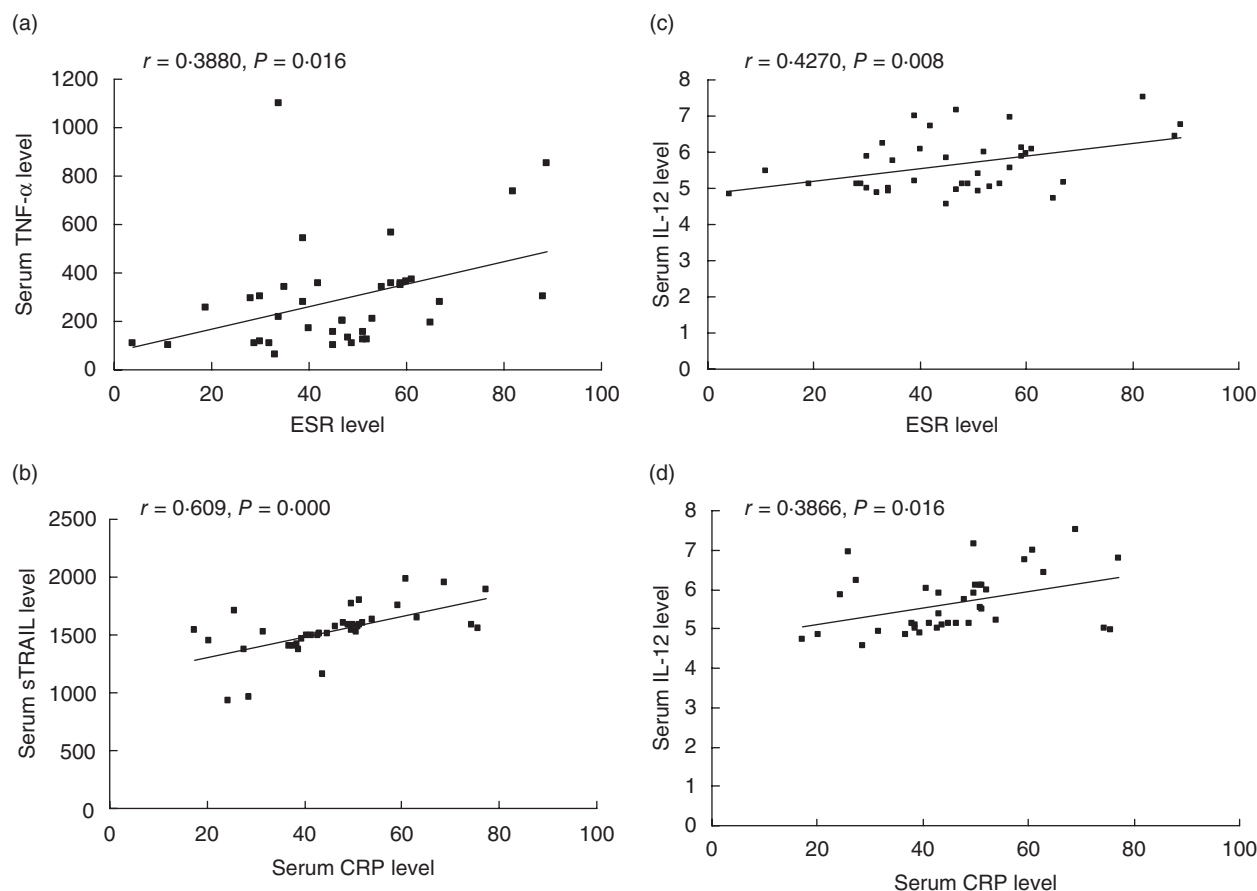 (a)
r = 0·3880, P = 0·016
1200
1000
800
600
400
200
0
Serum TNF-α level
0 20 40 60 80 100
ESR level
(c)
r = 0·4270, P = 0·008
8
7
6
5
4
3
2
1
0
Serum IL-12 level
0 20 40 60 80 100
ESR level
(b)
r = 0·609, P = 0·000
2500
2000
1500
1000
500
0
Serum sTRAIL level
0 20 40 60 80 100
Serum CRP level
(d)
r = 0·3866, P = 0·016
8
7
6
5
4
3
2
1
0
Serum IL-12 level
0 20 40 60 80 100
Serum CRP level